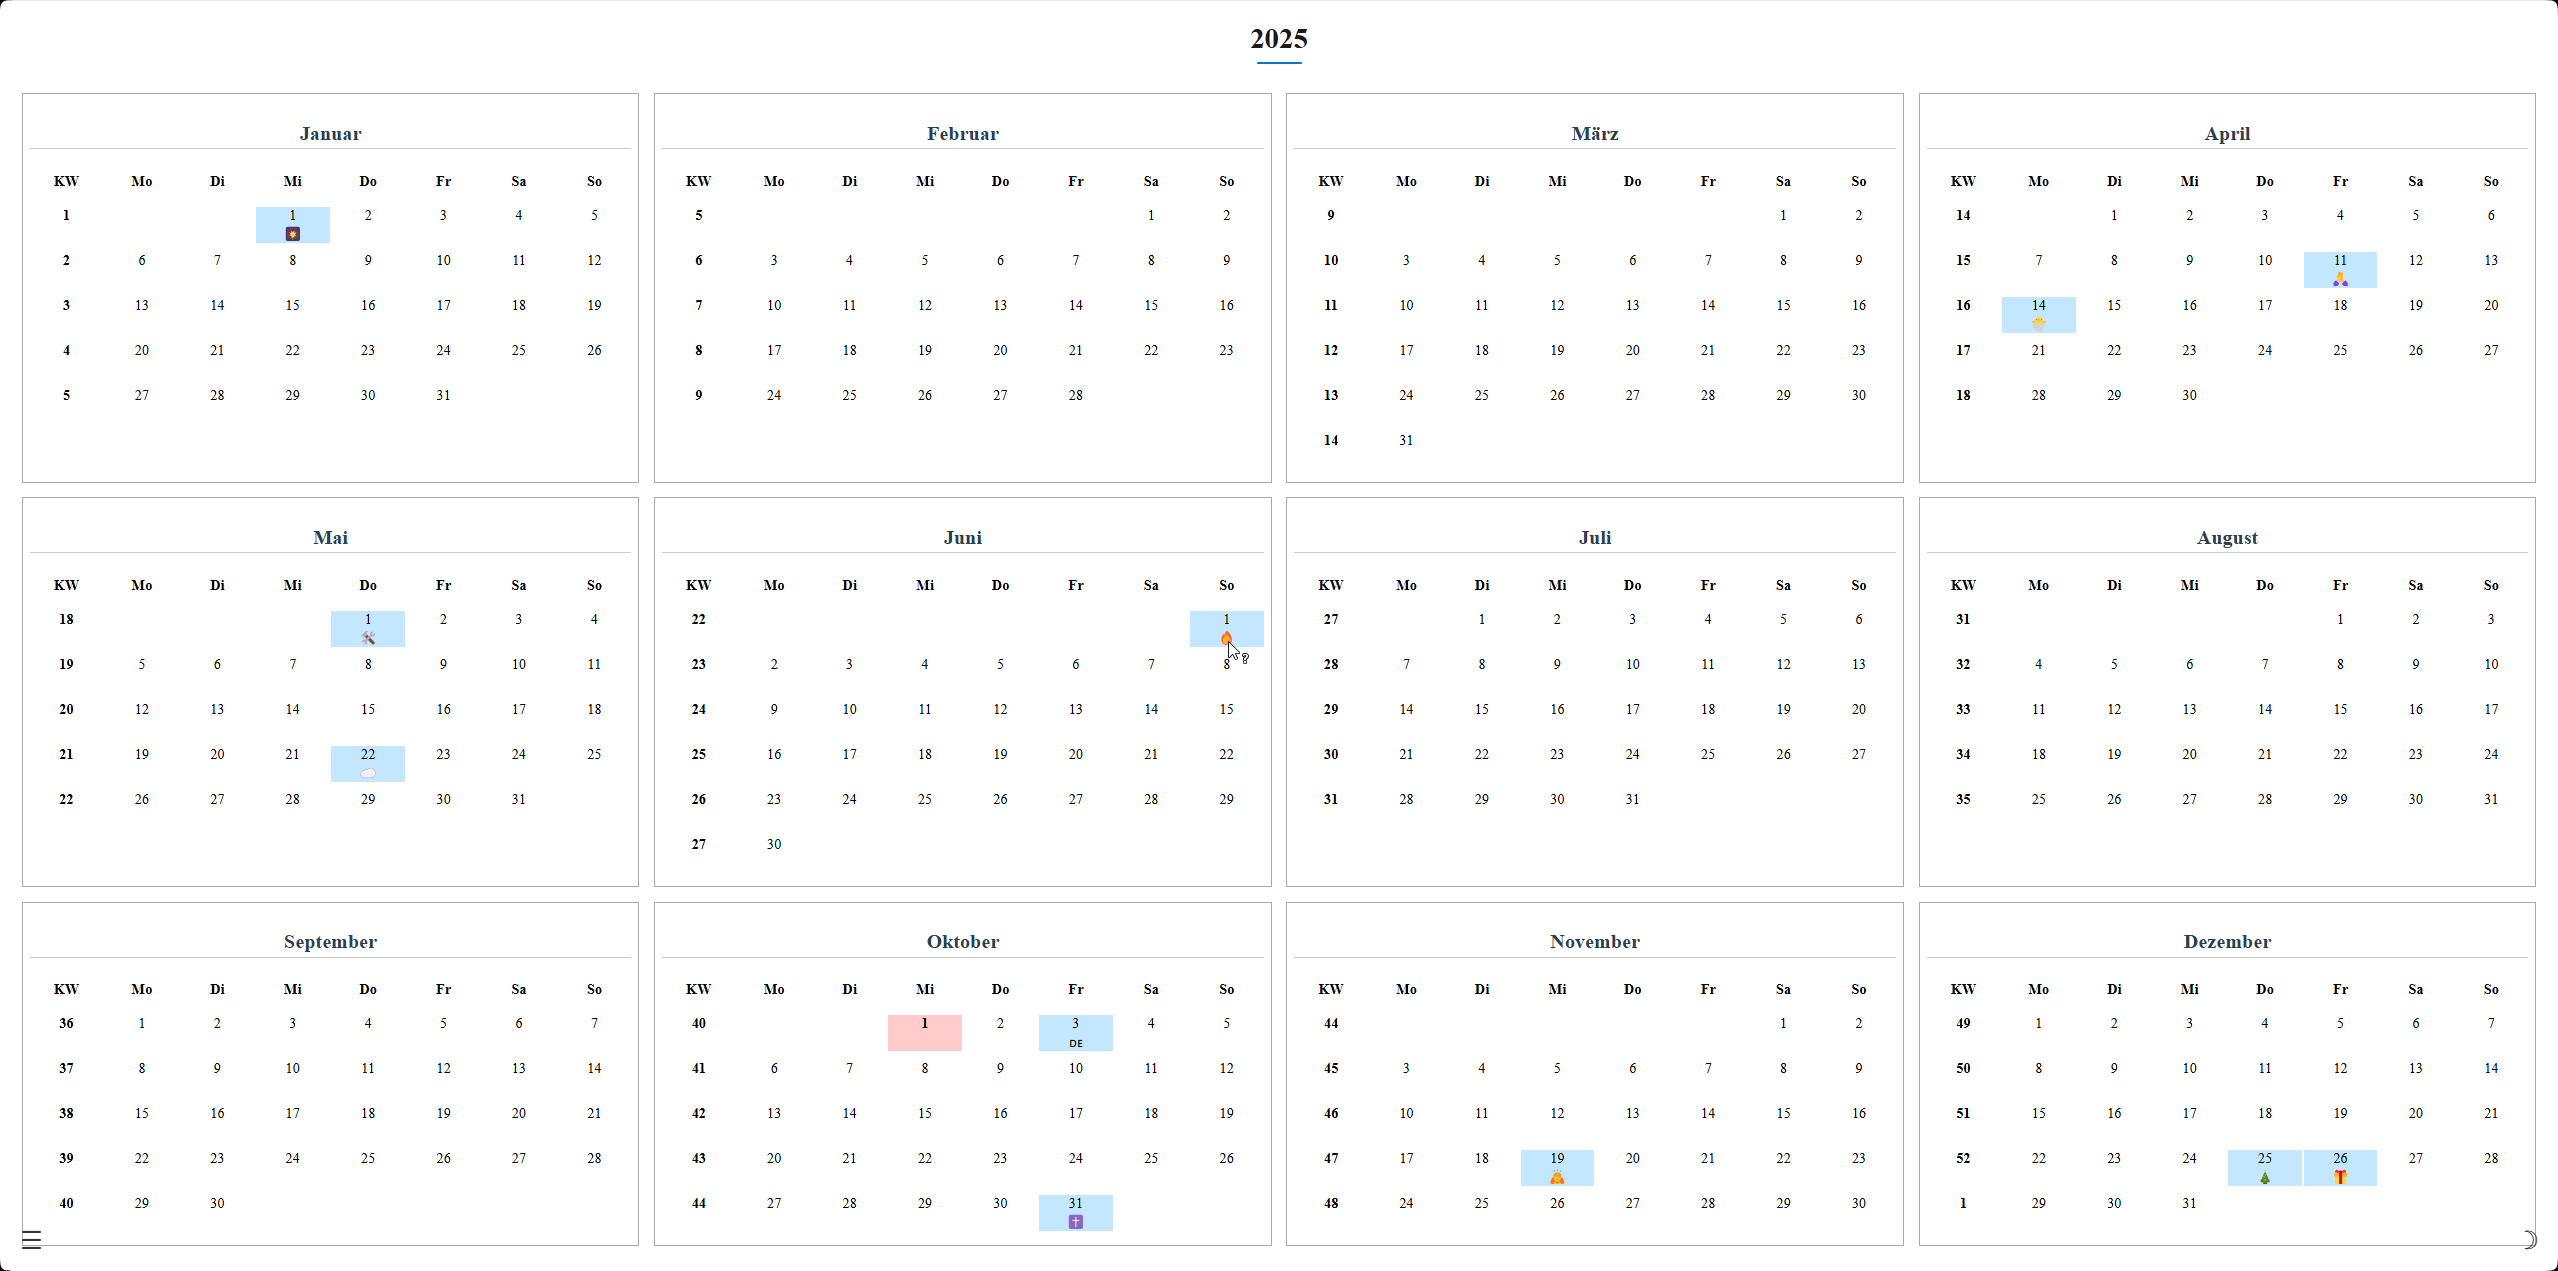 2025
Januar
KW Mo Di Mi Do Fr Sa So
1 1 2 3 4 5
2 6 7 8 9 10 11 12
3 13 14 15 16 17 18 19
4 20 21 22 23 24 25 26
5 27 28 29 30 31
Februar
KW Mo Di Mi Do Fr Sa So
5 1 2
6 3 4 5 6 7 8 9
7 10 11 12 13 14 15 16
8 17 18 19 20 21 22 23
9 24 25 26 27 28
März
KW Mo Di Mi Do Fr Sa So
9 1 2
10 3 4 5 6 7 8 9
11 10 11 12 13 14 15 16
12 17 18 19 20 21 22 23
13 24 25 26 27 28 29 30
14 31
April
KW Mo Di Mi Do Fr Sa So
14 1 2 3 4 5 6
15 7 8 9 10 11 12 13
16 14 15 16 17 18 19 20
17 21 22 23 24 25 26 27
18 28 29 30
Mai
KW Mo Di Mi Do Fr Sa So
18 1 2 3 4
19 5 6 7 8 9 10 11
20 12 13 14 15 16 17 18
21 19 20 21 22 23 24 25
22 26 27 28 29 30 31
Juni
KW Mo Di Mi Do Fr Sa So
22 1
23 2 3 4 5 6 7 8
24 9 10 11 12 13 14 15
25 16 17 18 19 20 21 22
26 23 24 25 26 27 28 29
27 30
Juli
KW Mo Di Mi Do Fr Sa So
27 1 2 3 4 5 6
28 7 8 9 10 11 12 13
29 14 15 16 17 18 19 20
30 21 22 23 24 25 26 27
31 28 29 30 31
August
KW Mo Di Mi Do Fr Sa So
31 1 2 3
32 4 5 6 7 8 9 10
33 11 12 13 14 15 16 17
34 18 19 20 21 22 23 24
35 25 26 27 28 29 30 31
September
KW Mo Di Mi Do Fr Sa So
36 1 2 3 4 5 6 7
37 8 9 10 11 12 13 14
38 15 16 17 18 19 20 21
39 22 23 24 25 26 27 28
40 29 30
Oktober
KW Mo Di Mi Do Fr Sa So
40 1 2 3 4 5
DE
41 6 7 8 9 10 11 12
42 13 14 15 16 17 18 19
43 20 21 22 23 24 25 26
44 27 28 29 30 31
November
KW Mo Di Mi Do Fr Sa So
44 1 2
45 3 4 5 6 7 8 9
46 10 11 12 13 14 15 16
47 17 18 19 20 21 22 23
48 24 25 26 27 28 29 30
Dezember
KW Mo Di Mi Do Fr Sa So
49 1 2 3 4 5 6 7
50 8 9 10 11 12 13 14
51 15 16 17 18 19 20 21
52 22 23 24 25 26 27 28
1 29 30 31